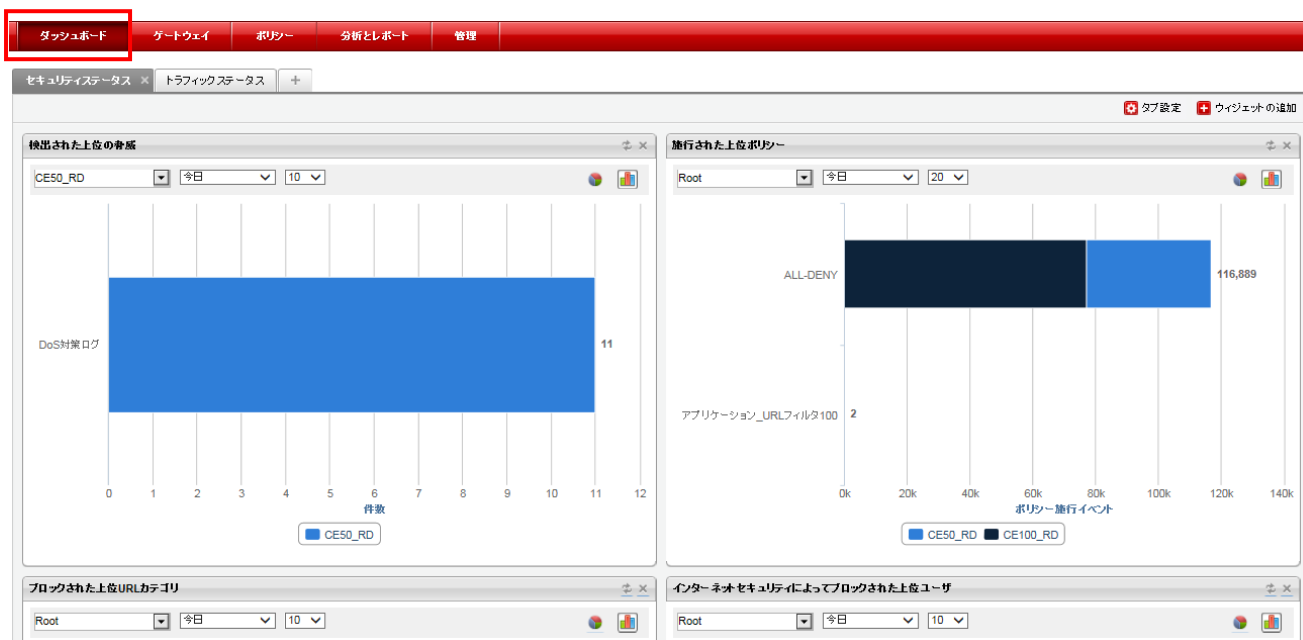 ダッシュボード ゲートウェイ ポリシー 分析とレポート 管理
セキュリティステータス × トラフィックステータス +
タブ設定 ウィジェットの追加
検出された上位の脅威
CE50_RD 今日 10
DoS対策ログ
11
0 1 2 3 4 5 6 7 8 9 10 11 12
件数
CE50_RD
施行された上位ポリシー
Root 今日 20
ALL-DENY
116,889
アプリケーション_URLフィルタ100 2
0k 20k 40k 60k 80k 100k 120k 140k
ポリシー施行イベント
CE50_RD CE100_RD
ブロックされた上位URLカテゴリ
Root 今日 10
インターネットセキュリティによってブロックされた上位ユーザ
Root 今日 10